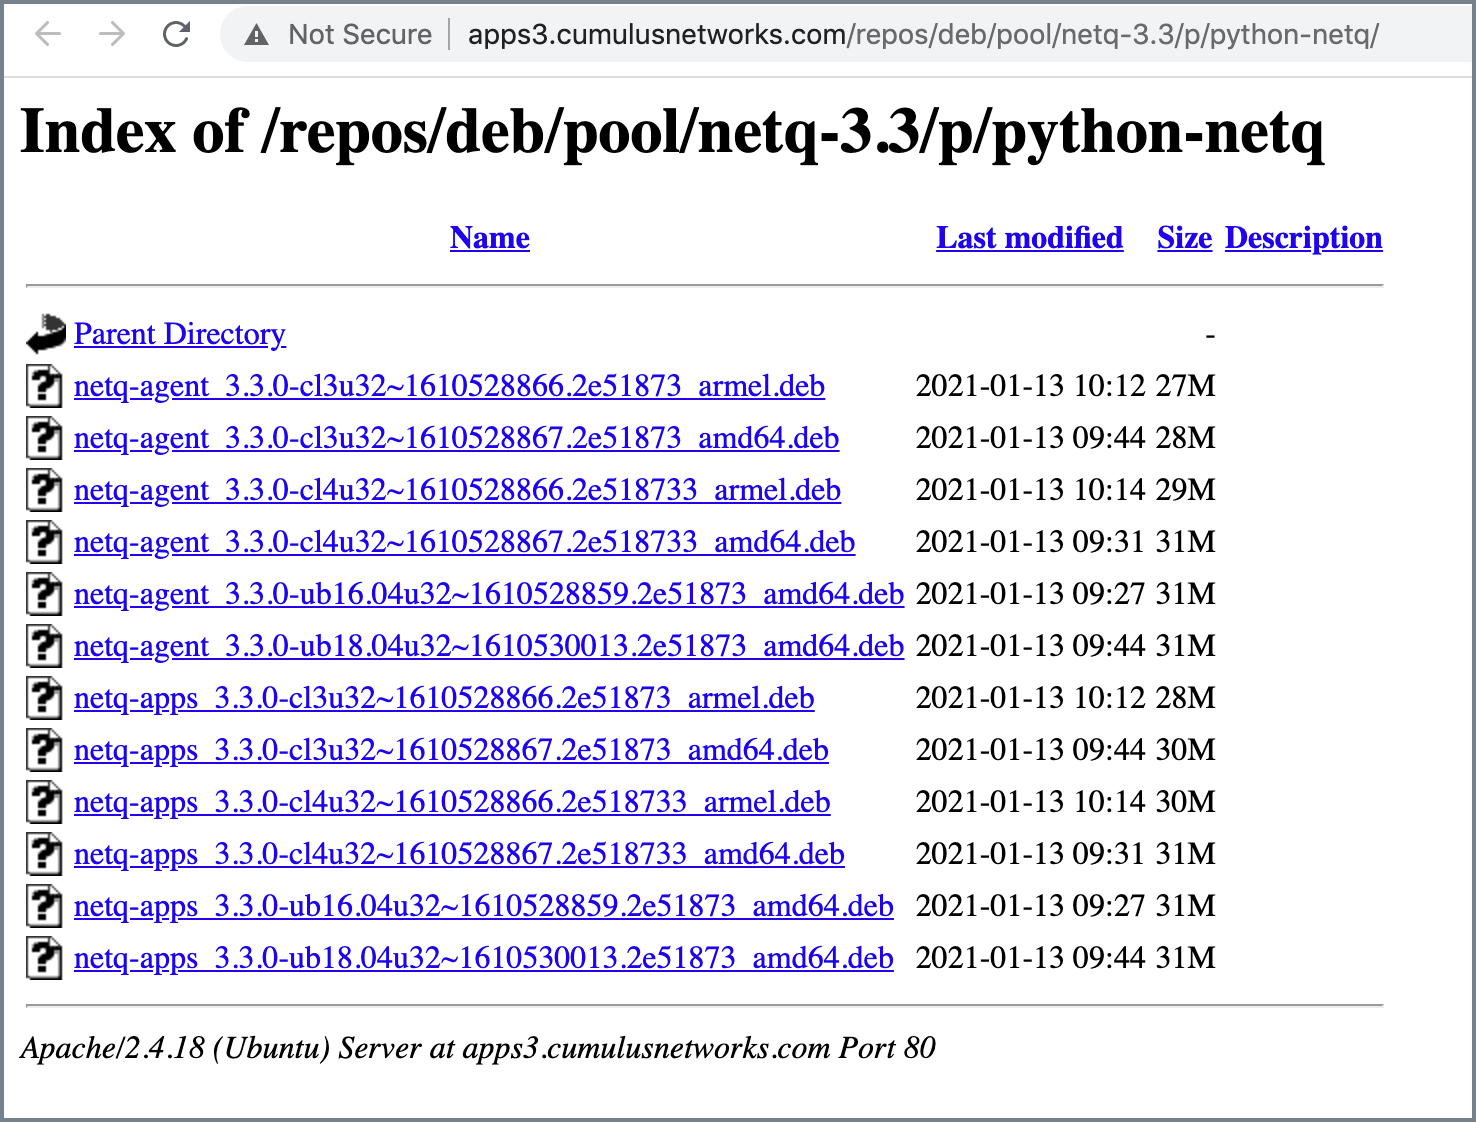 Not Secure | apps3.cumulusnetworks.com/repos/deb/pool/netq-3.3/p/python-netq/
Index of /repos/deb/pool/netq-3.3/p/python-netq
Name Last modified Size Description
Parent Directory -
netq-agent_3.3.0-cl3u32~1610528866.2e51873_armel.deb 2021-01-13 10:12 27M
netq-agent_3.3.0-cl3u32~1610528867.2e51873_amd64.deb 2021-01-13 09:44 28M
netq-agent_3.3.0-cl4u32~1610528866.2e518733_armel.deb 2021-01-13 10:14 29M
netq-agent_3.3.0-cl4u32~1610528867.2e518733_amd64.deb 2021-01-13 09:31 31M
netq-agent_3.3.0-ub16.04u32~1610528859.2e51873_amd64.deb 2021-01-13 09:27 31M
netq-agent_3.3.0-ub18.04u32~1610530013.2e51873_amd64.deb 2021-01-13 09:44 31M
netq-apps_3.3.0-cl3u32~1610528866.2e51873_armel.deb 2021-01-13 10:12 28M
netq-apps_3.3.0-cl3u32~1610528867.2e51873_amd64.deb 2021-01-13 09:44 30M
netq-apps_3.3.0-cl4u32~1610528866.2e518733_armel.deb 2021-01-13 10:14 30M
netq-apps_3.3.0-cl4u32~1610528867.2e518733_amd64.deb 2021-01-13 09:31 31M
netq-apps_3.3.0-ub16.04u32~1610528859.2e51873_amd64.deb 2021-01-13 09:27 31M
netq-apps_3.3.0-ub18.04u32~1610530013.2e51873_amd64.deb 2021-01-13 09:44 31M
Apache/2.4.18 (Ubuntu) Server at apps3.cumulusnetworks.com Port 80